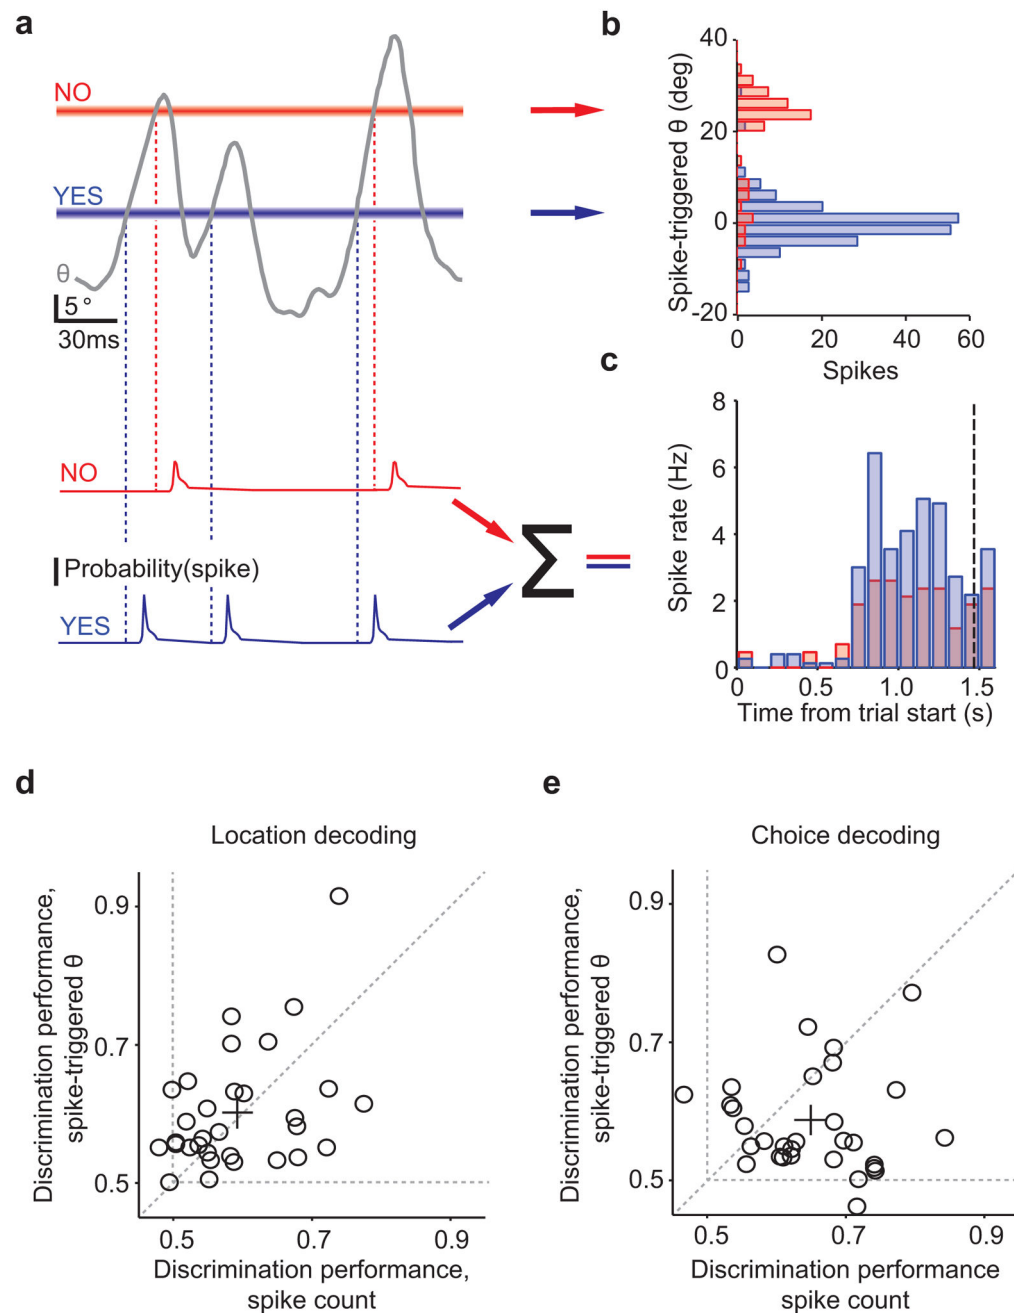 a
NO
YES
θ
5°
30ms
NO
Probability(spike)
YES
Σ
=
b
Spike-triggered θ (deg)
40
20
0
-20
0 20 40 60
Spikes
c
Spike rate (Hz)
8
6
4
2
0
0 0.5 1.0 1.5
Time from trial start (s)
d
Location decoding
Discrimination performance,
spike-triggered θ
0.9
0.7
0.5
0.5 0.7 0.9
Discrimination performance,
spike count
e
Choice decoding
Discrimination performance,
spike-triggered θ
0.9
0.7
0.5
0.5 0.7 0.9
Discrimination performance
spike count